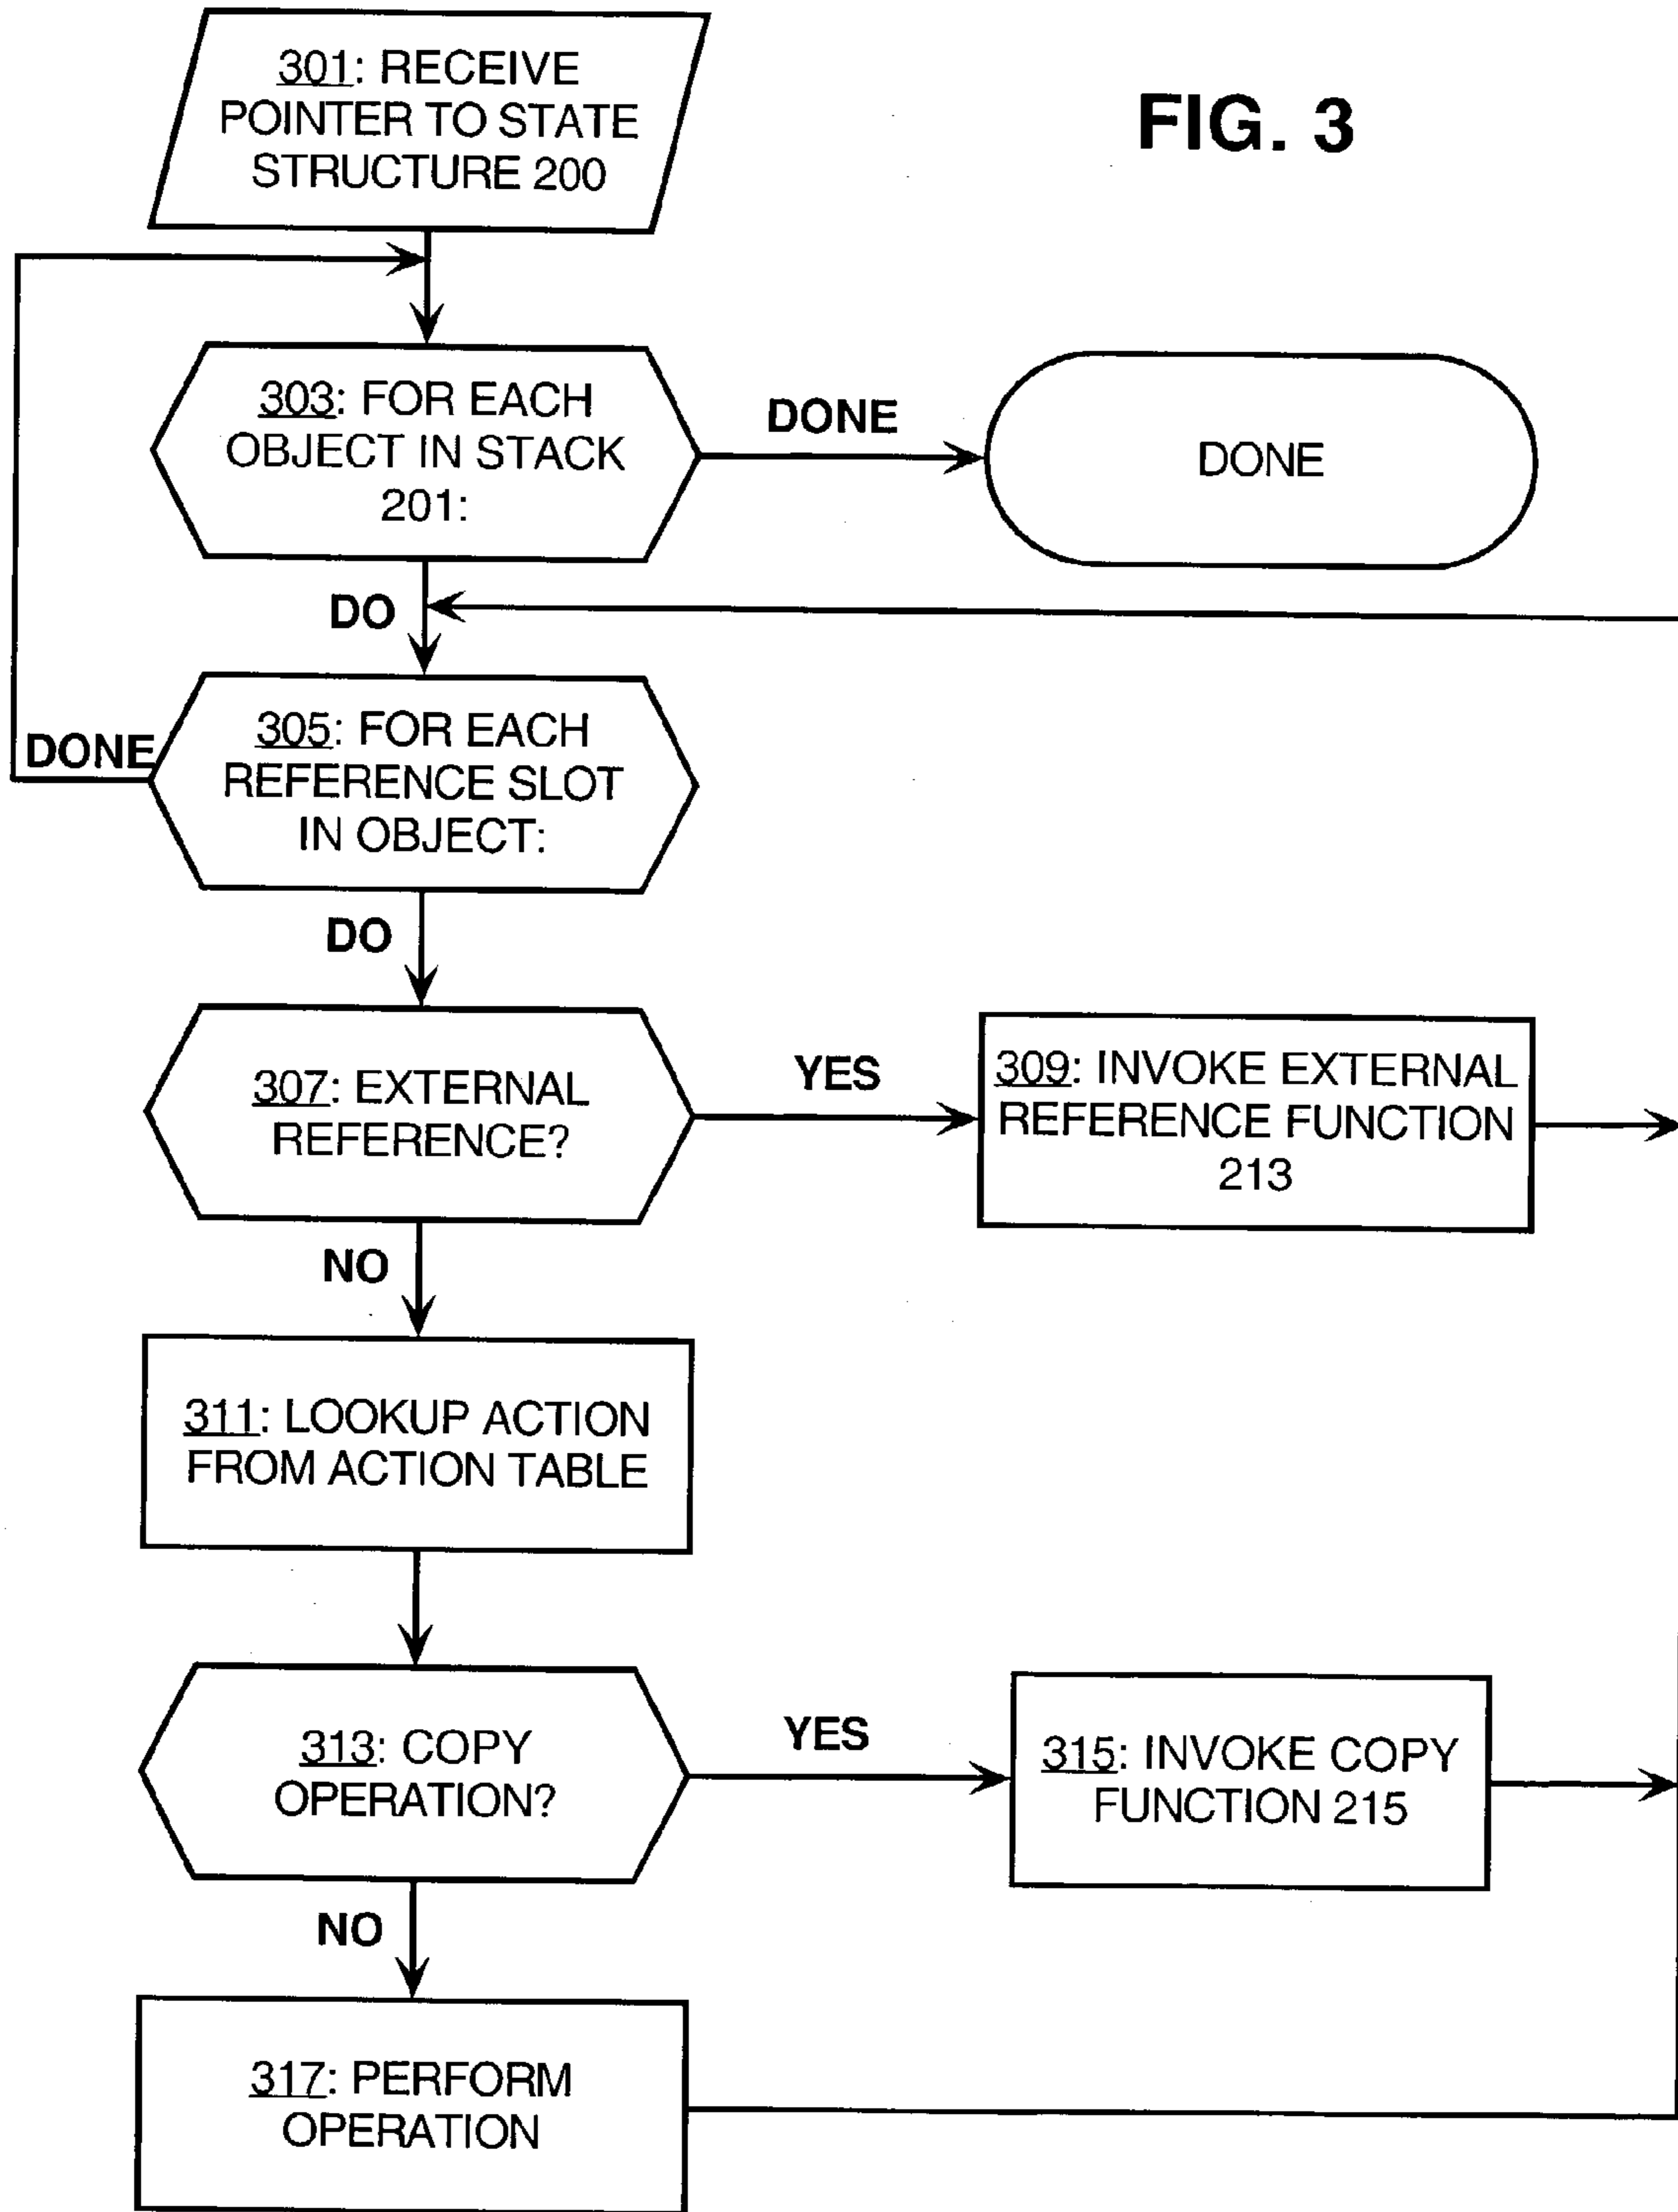 FIG. 3
301: RECEIVE
POINTER TO STATE
STRUCTURE 200
303: FOR EACH
OBJECT IN STACK
201:
DONE
DONE
DO
305: FOR EACH
REFERENCE SLOT
IN OBJECT:
DONE
DO
307: EXTERNAL
REFERENCE?
YES
309: INVOKE EXTERNAL
REFERENCE FUNCTION
213
NO
311: LOOKUP ACTION
FROM ACTION TABLE
313: COPY
OPERATION?
YES
315: INVOKE COPY
FUNCTION 215
NO
317: PERFORM
OPERATION